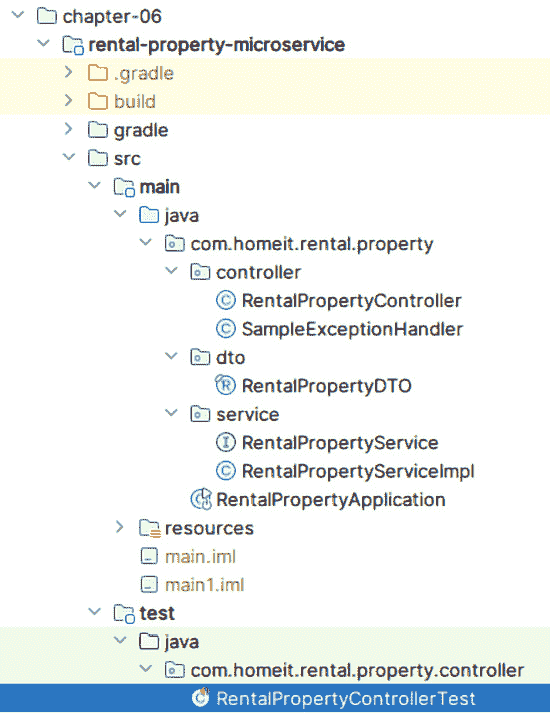 chapter-06
rental-property-microservice
.gradle
build
gradle
src
main
java
com.homeit.rental.property
controller
RentalPropertyController
SampleExceptionHandler
dto
RentalPropertyDTO
service
RentalPropertyService
RentalPropertyServiceImpl
RentalPropertyApplication
resources
main.iml
main1.iml
test
java
com.homeit.rental.property.controller
RentalPropertyControllerTest